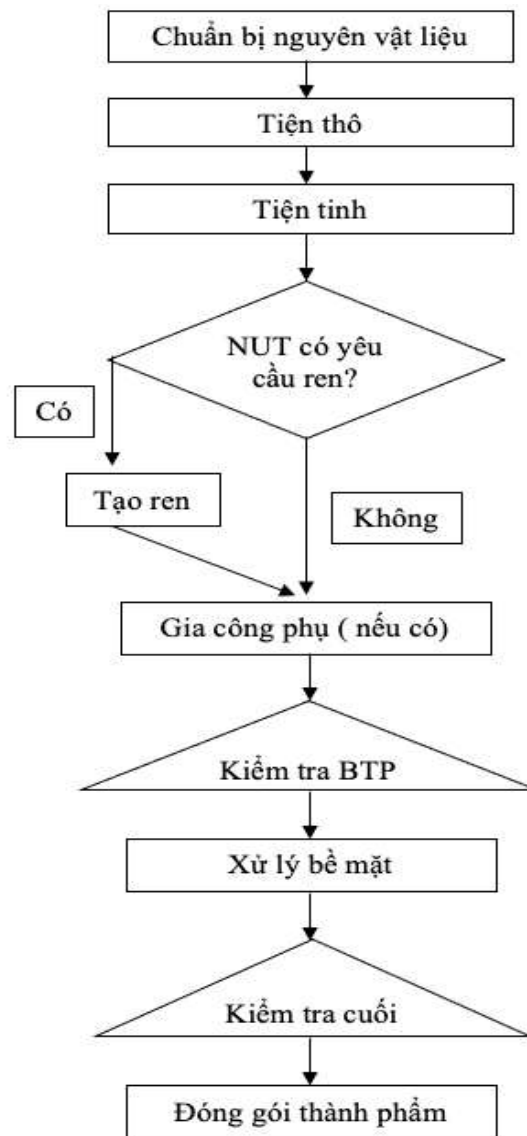 Chuẩn bị nguyên vật liệu
Tiện thô
Tiện tinh
NUT có yêu
cầu ren?
Có
Tạo ren
Không
Gia công phụ ( nếu có)
Kiểm tra BTP
Xử lý bề mặt
Kiểm tra cuối
Đóng gói thành phẩm